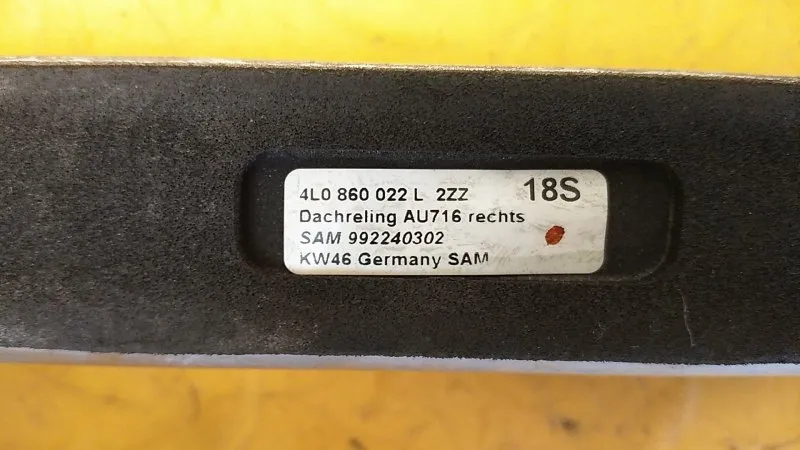 4L0 860 022 L 2ZZ 18S
Dachreling AU716 rechts
SAM 992240302
KW46 Germany SAM